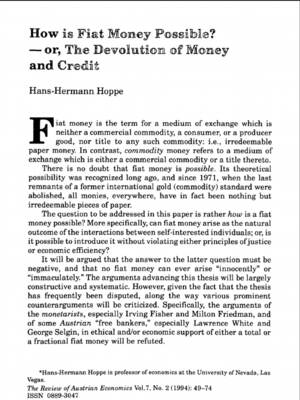 How is Fiat Money Possible?
— or, The Devolution of Money
and Credit
Hans-Hermann Hoppe
Fiat money is the term for a medium of exchange which is
neither a commercial commodity, a consumer, or a producer
good, nor title to any such commodity: i.e., irredeemable
paper money. In contrast, commodity money refers to a medium of
exchange which is either a commercial commodity or a title thereto.
There is no doubt that fiat money is possible. Its theoretical
possibility was recognized long ago, and since 1971, when the last
remnants of a former international gold (commodity) standard were
abolished, all monies, everywhere, have in fact been nothing but
irredeemable pieces of paper.
The question to be addressed in this paper is rather how is a fiat
money possible? More specifically, can fiat money arise as the natural
outcome of the interactions between self-interested individuals; or, is
it possible to introduce it without violating either principles of justice
or economic efficiency?
It will be argued that the answer to the latter question must be
negative, and that no fiat money can ever arise "innocently" or
"immaculately." The arguments advancing this thesis will be largely
constructive and systematic. However, given the fact that the thesis
has frequently been disputed, along the way various prominent
counterarguments will be criticized. Specifically, the arguments of
the monetarists, especially Irving Fisher and Milton Friedman, and
of some Austrian "free bankers," especially Lawrence White and
George Selgin, in ethical and/or economic support of either a total or
a fractional fiat money will be refuted.
*Hans-Hermann Hoppe is professor of economics at the University of Nevada, Las
Vegas.
The Review of Austrian Economics Vol.7, No. 2 (1994): 49-74
ISSN 0889-3047